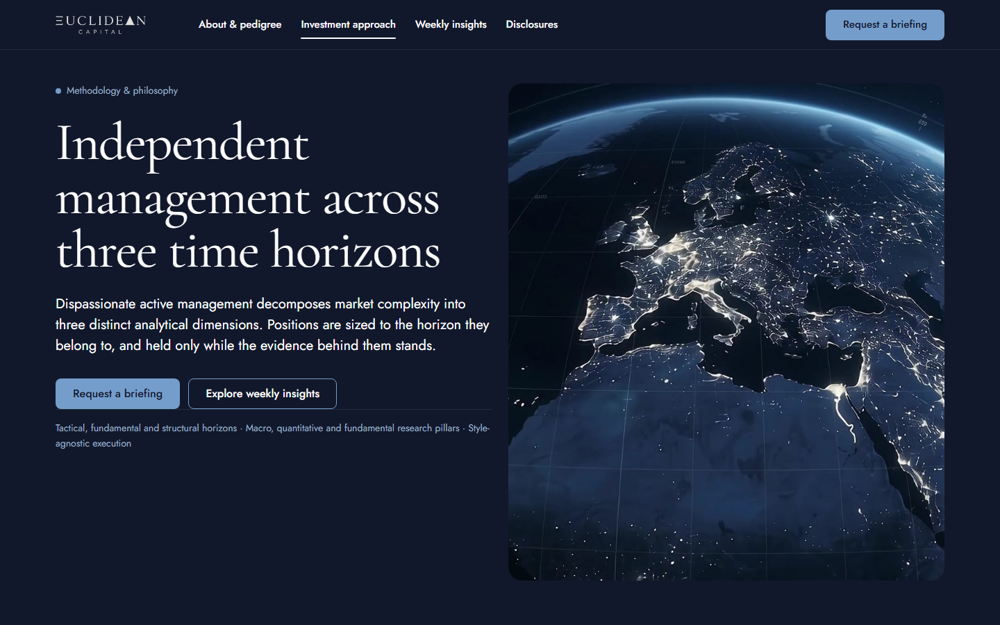 EUCLIDEAN
CAPITAL
About & pedigree
Investment approach
Weekly insights
Disclosures
Request a briefing
Methodology & philosophy
Independent
management across
three time horizons
Dispassionate active management decomposes market complexity into
three distinct analytical dimensions. Positions are sized to the horizon they
belong to, and held only while the evidence behind them stands.
Request a briefing
Explore weekly insights
Tactical, fundamental and structural horizons · Macro, quantitative and fundamental research pillars · Style-
agnostic execution